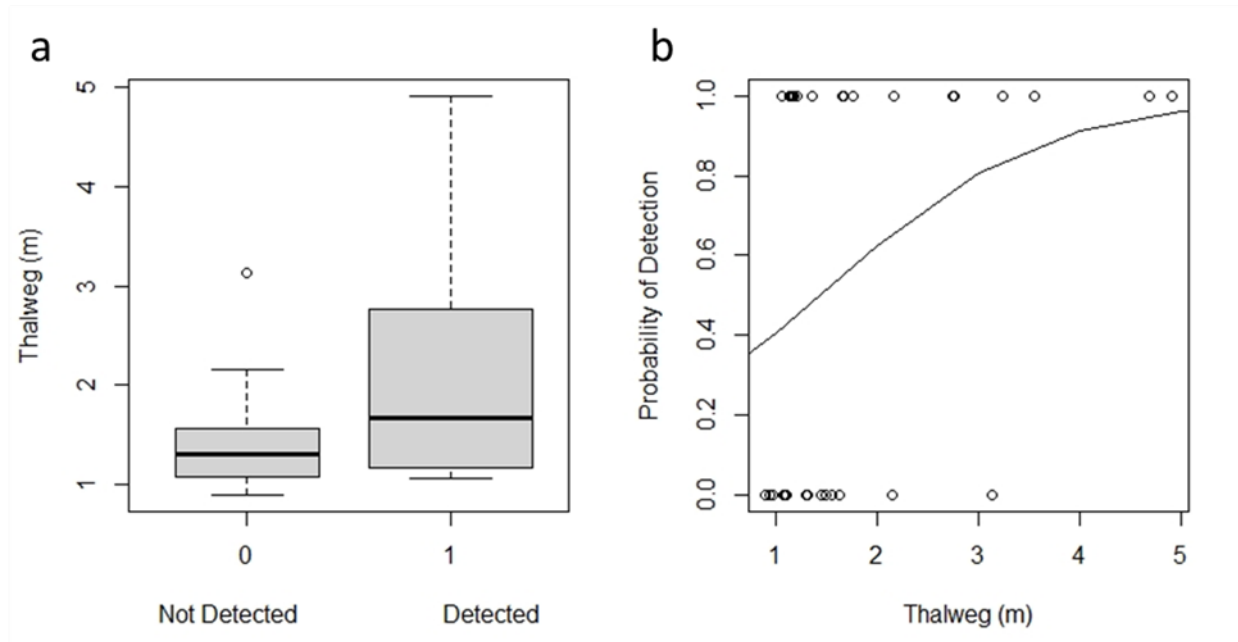 a
5
4
3
2
1
Thalweg (m)
0 1
Not Detected Detected
b
1.0
0.8
0.6
0.4
0.2
0.0
Probability of Detection
1 2 3 4 5
Thalweg (m)